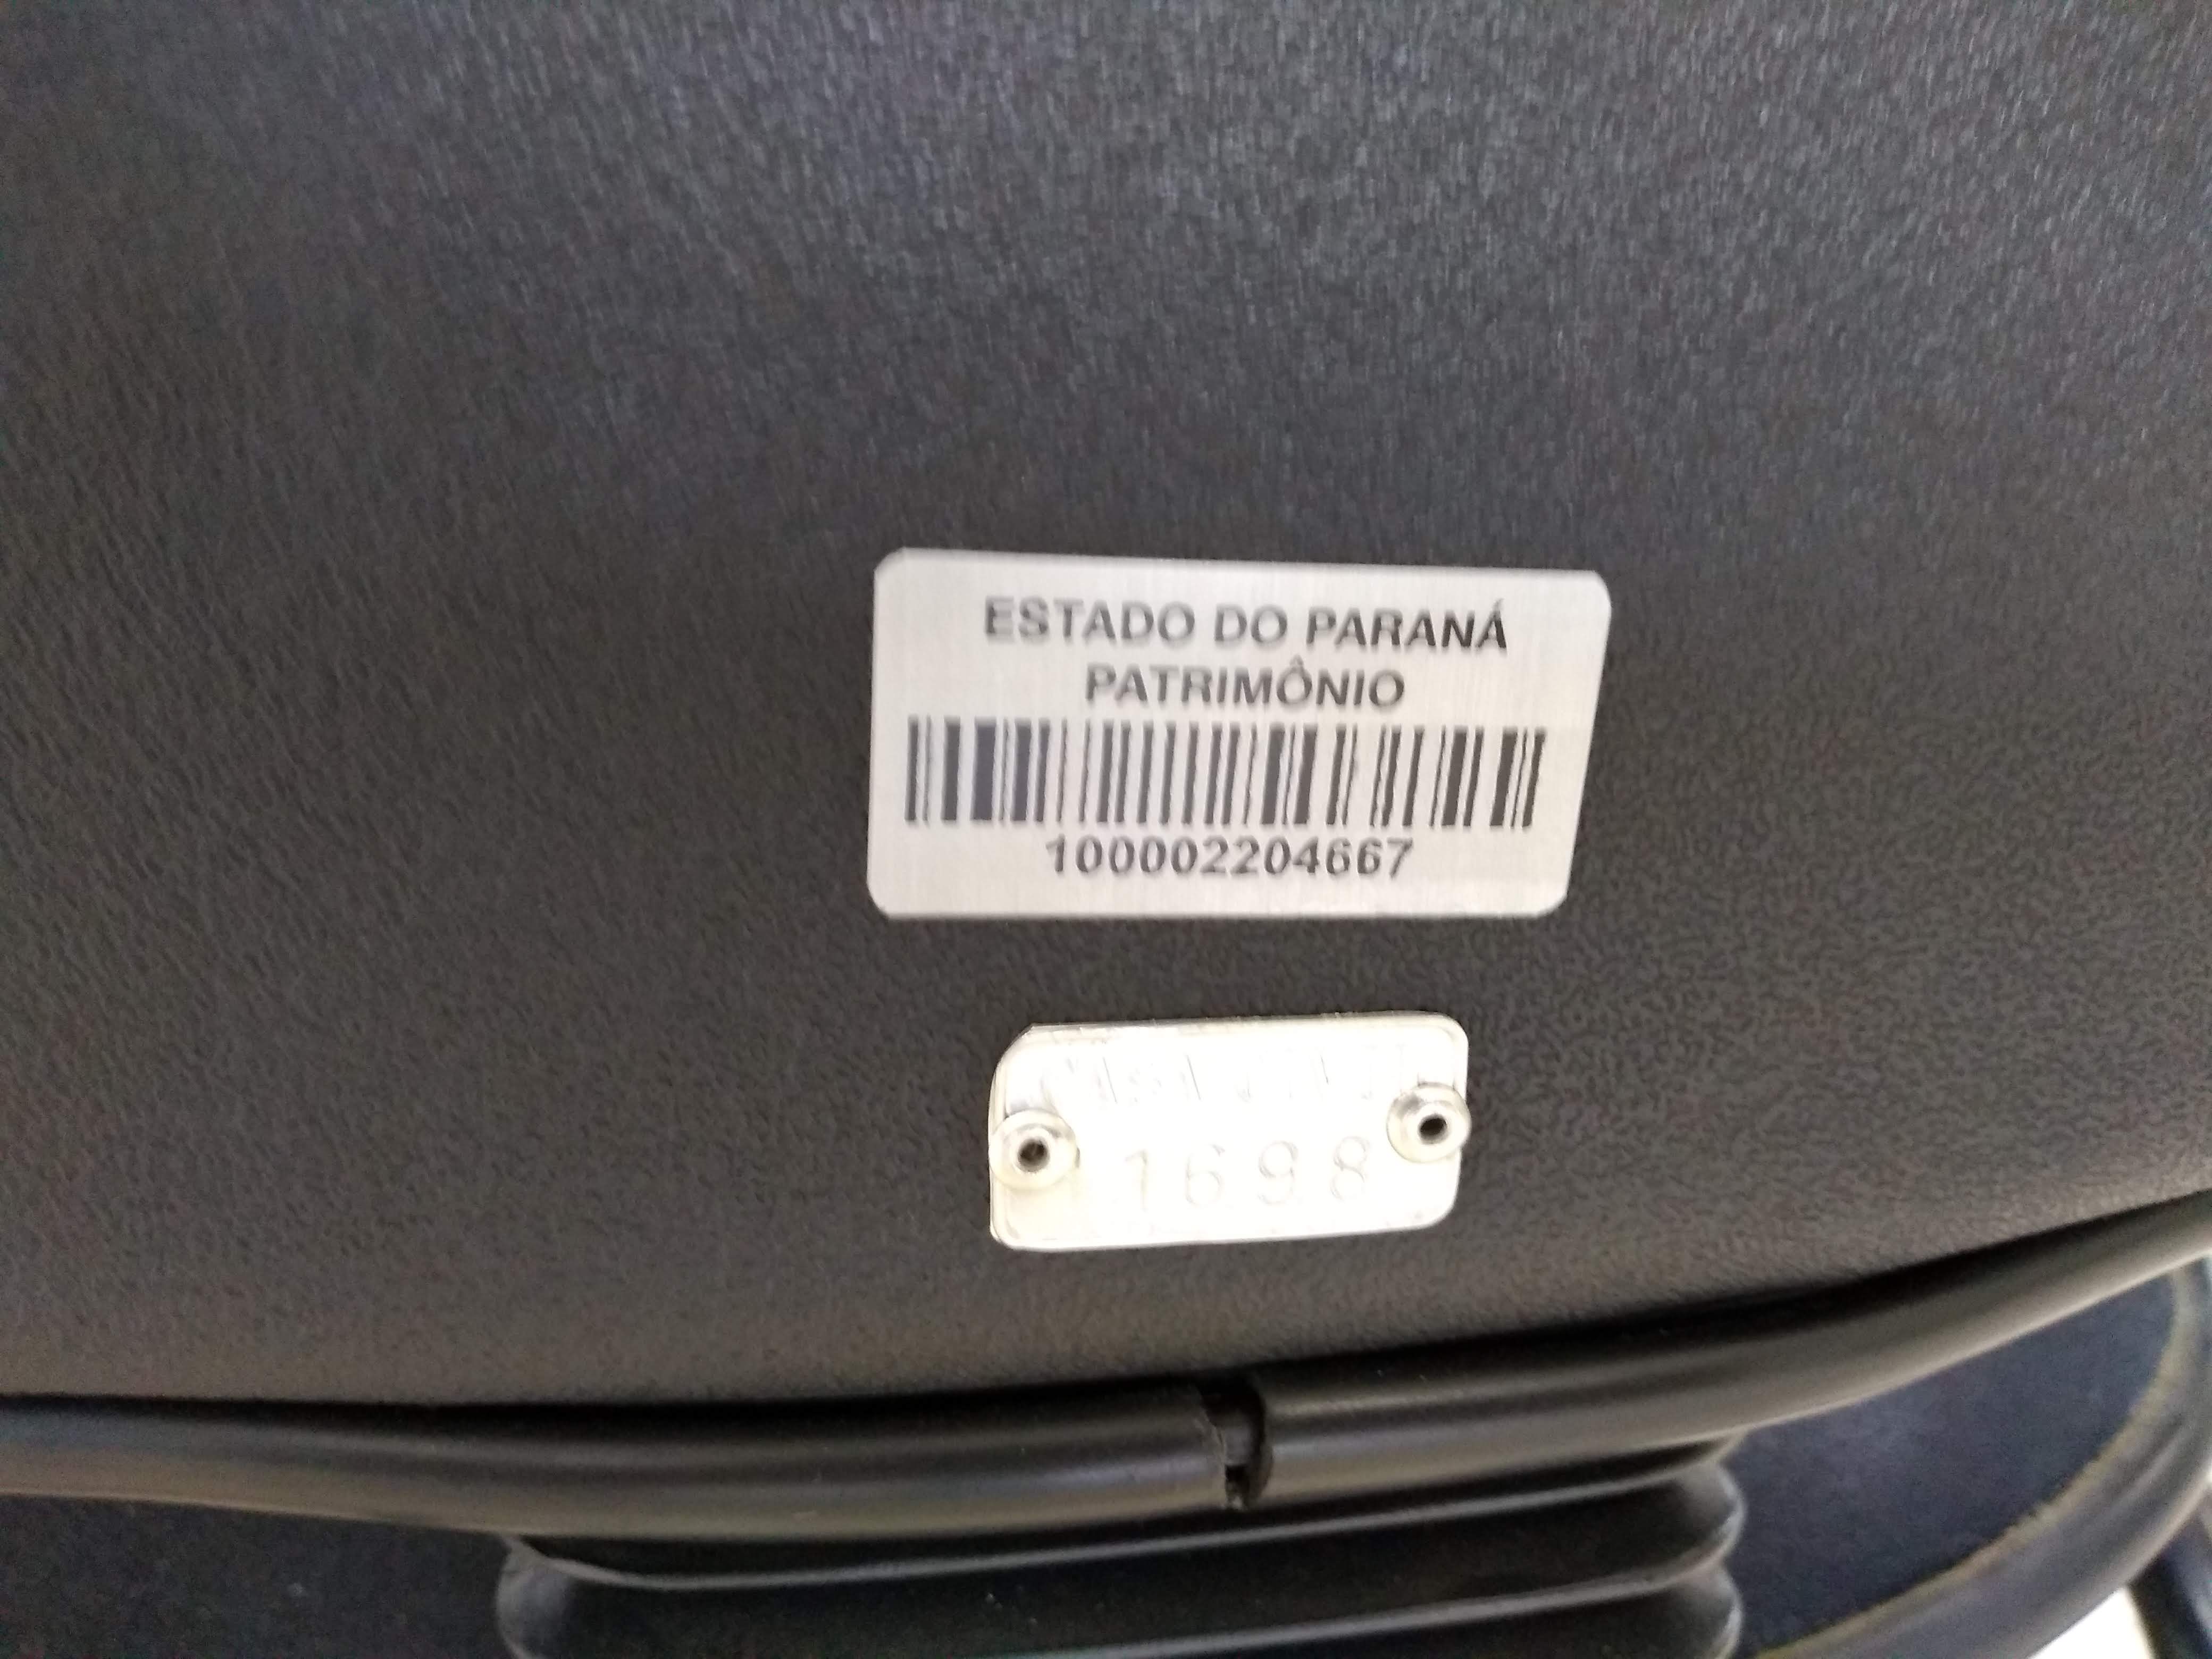 ESTADO DO PARANÁ
PATRIMÔNIO
100002204667
1698